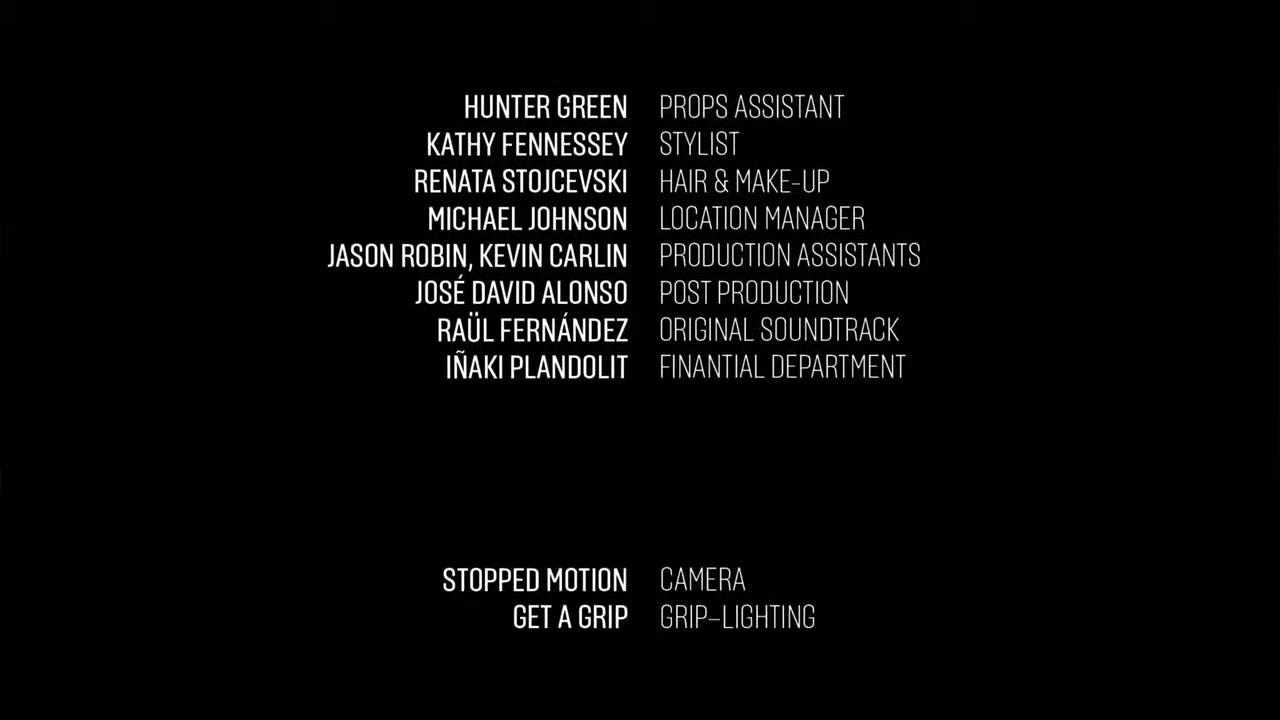 HUNTER GREEN PROPS ASSISTANT
KATHY FENNESSEY STYLIST
RENATA STOJCEVSKI HAIR & MAKE-UP
MICHAEL JOHNSON LOCATION MANAGER
JASON ROBIN, KEVIN CARLIN PRODUCTION ASSISTANTS
JOSÉ DAVID ALONSO POST PRODUCTION
RAÜL FERNÁNDEZ ORIGINAL SOUNDTRACK
IÑAKI PLANDOLIT FINANTIAL DEPARTMENT
STOPPED MOTION CAMERA
GET A GRIP GRIP–LIGHTING